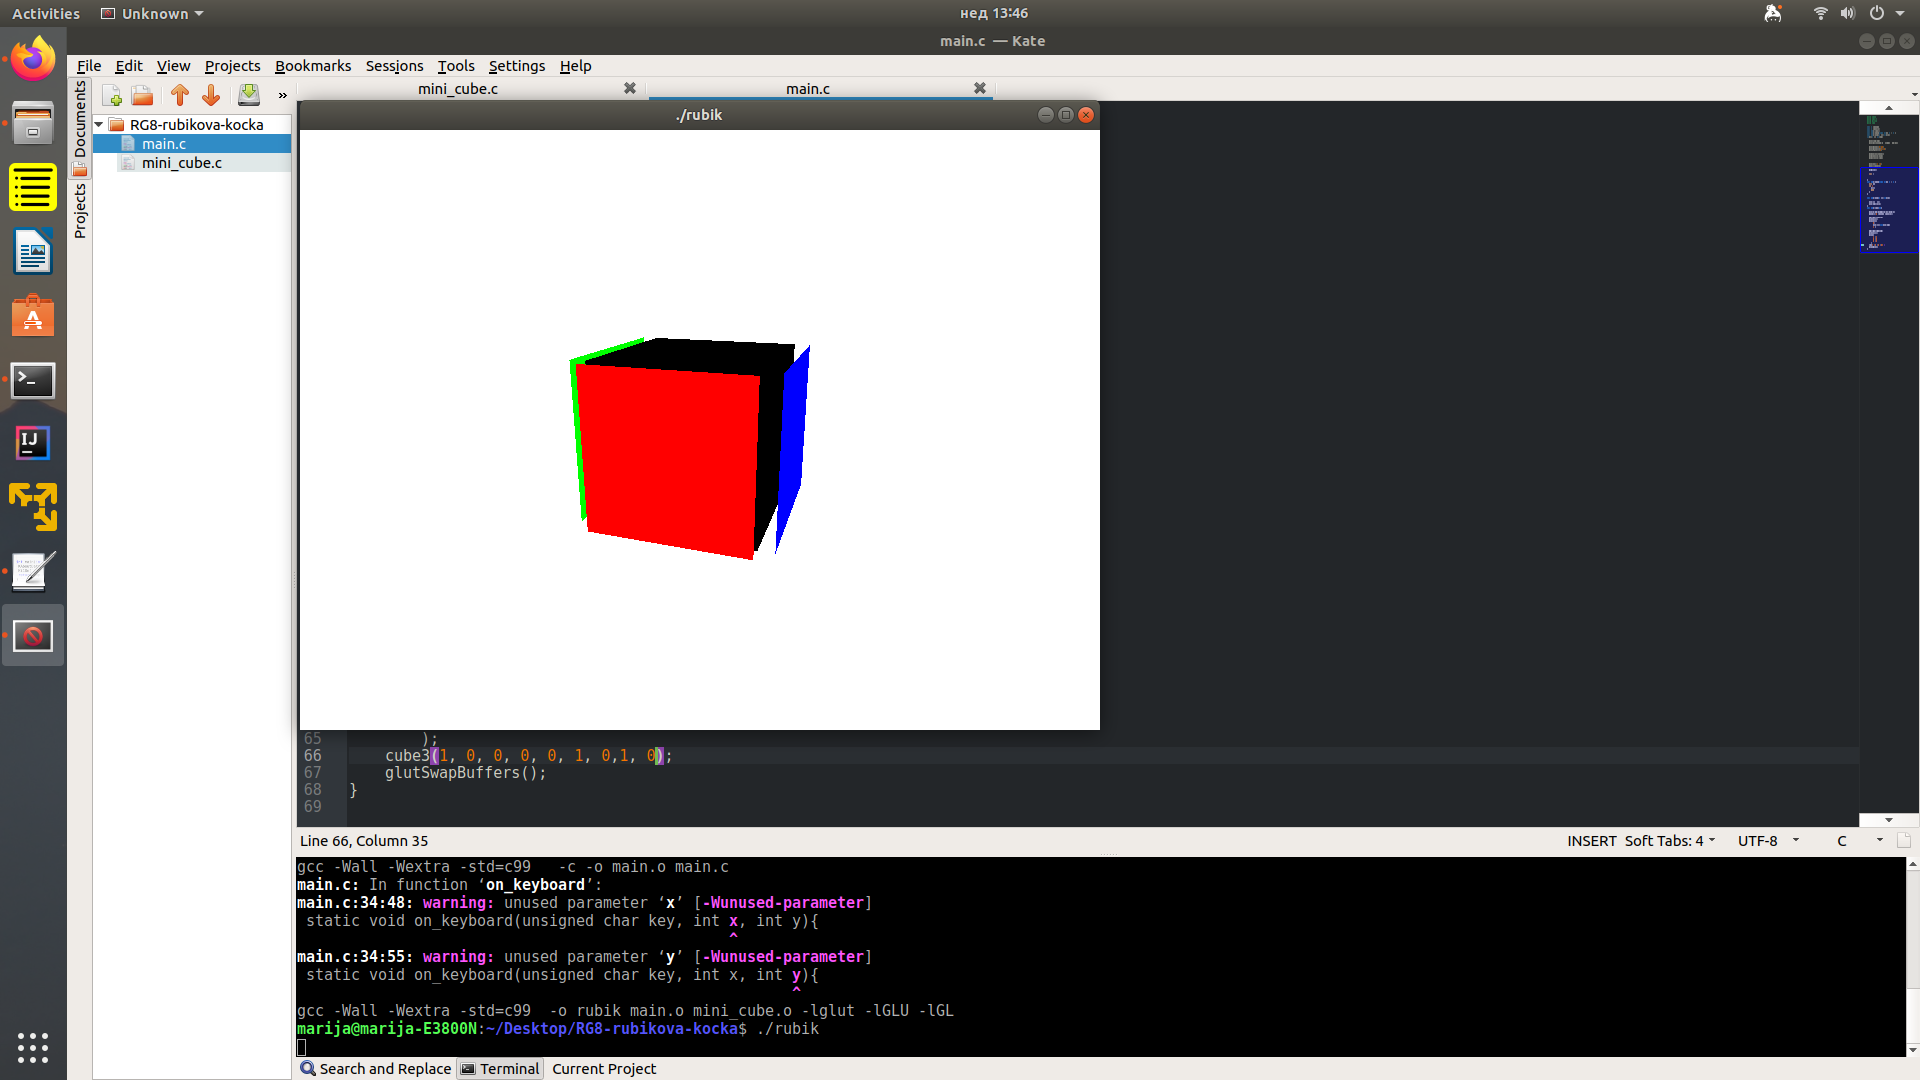 Activities Unknown нед 13:46
main.c — Kate
File Edit View Projects Bookmarks Sessions Tools Settings Help
» mini_cube.c main.c
./rubik
Documents
Projects
RG8-rubikova-kocka
main.c
mini_cube.c
65 );
66 cube3(1, 0, 0, 0, 0, 1, 0,1, 0);
67 glutSwapBuffers();
68 }
69
Line 66, Column 35 INSERT Soft Tabs: 4 UTF-8 C
gcc -Wall -Wextra -std=c99 -c -o main.o main.c
main.c: In function ‘on_keyboard’:
main.c:34:48: warning: unused parameter ‘x’ [-Wunused-parameter]
static void on_keyboard(unsigned char key, int x, int y){
^
main.c:34:55: warning: unused parameter ‘y’ [-Wunused-parameter]
static void on_keyboard(unsigned char key, int x, int y){
^
gcc -Wall -Wextra -std=c99 -o rubik main.o mini_cube.o -lglut -lGLU -lGL
marija@marija-E3800N:~/Desktop/RG8-rubikova-kocka$ ./rubik
Search and Replace Terminal Current Project